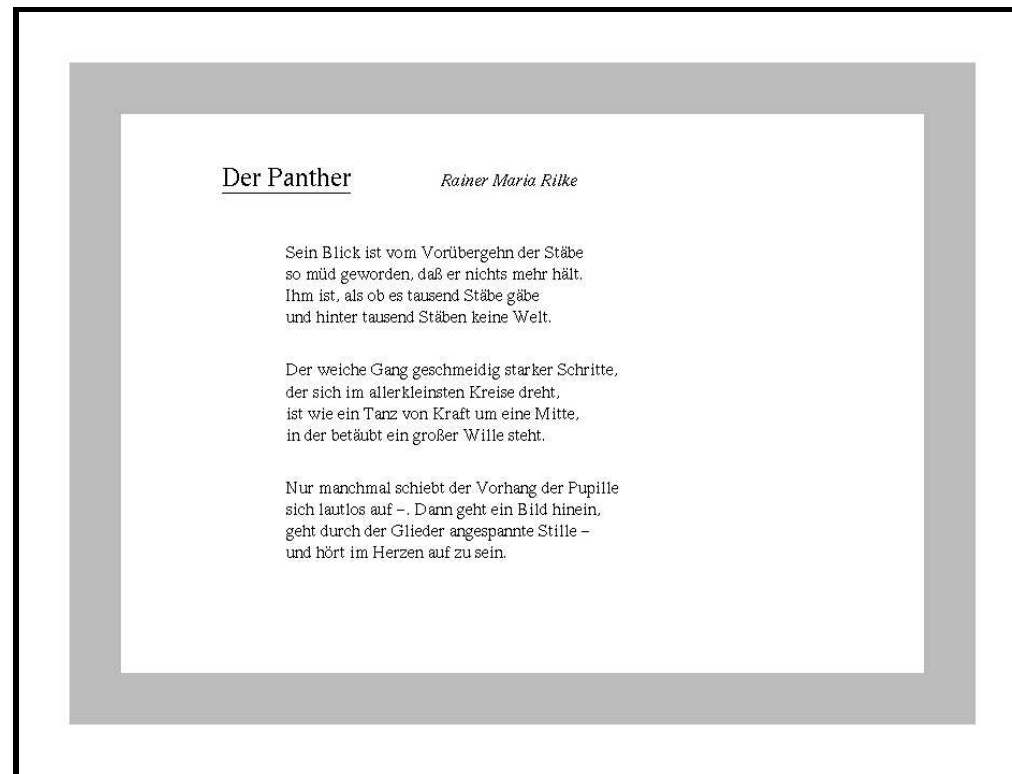 Der Panther Rainer Maria Rilke
Sein Blick ist vom Vorübergehn der Stäbe
so müd geworden, daß er nichts mehr hält.
Ihm ist, als ob es tausend Stäbe gäbe
und hinter tausend Stäben keine Welt.
Der weiche Gang geschmeidig starker Schritte,
der sich im allerkleinsten Kreise dreht,
ist wie ein Tanz von Kraft um eine Mitte,
in der betäubt ein großer Wille steht.
Nur manchmal schiebt der Vorhang der Pupille
sich lautlos auf –. Dann geht ein Bild hinein,
geht durch der Glieder angespannte Stille –
und hört im Herzen auf zu sein.